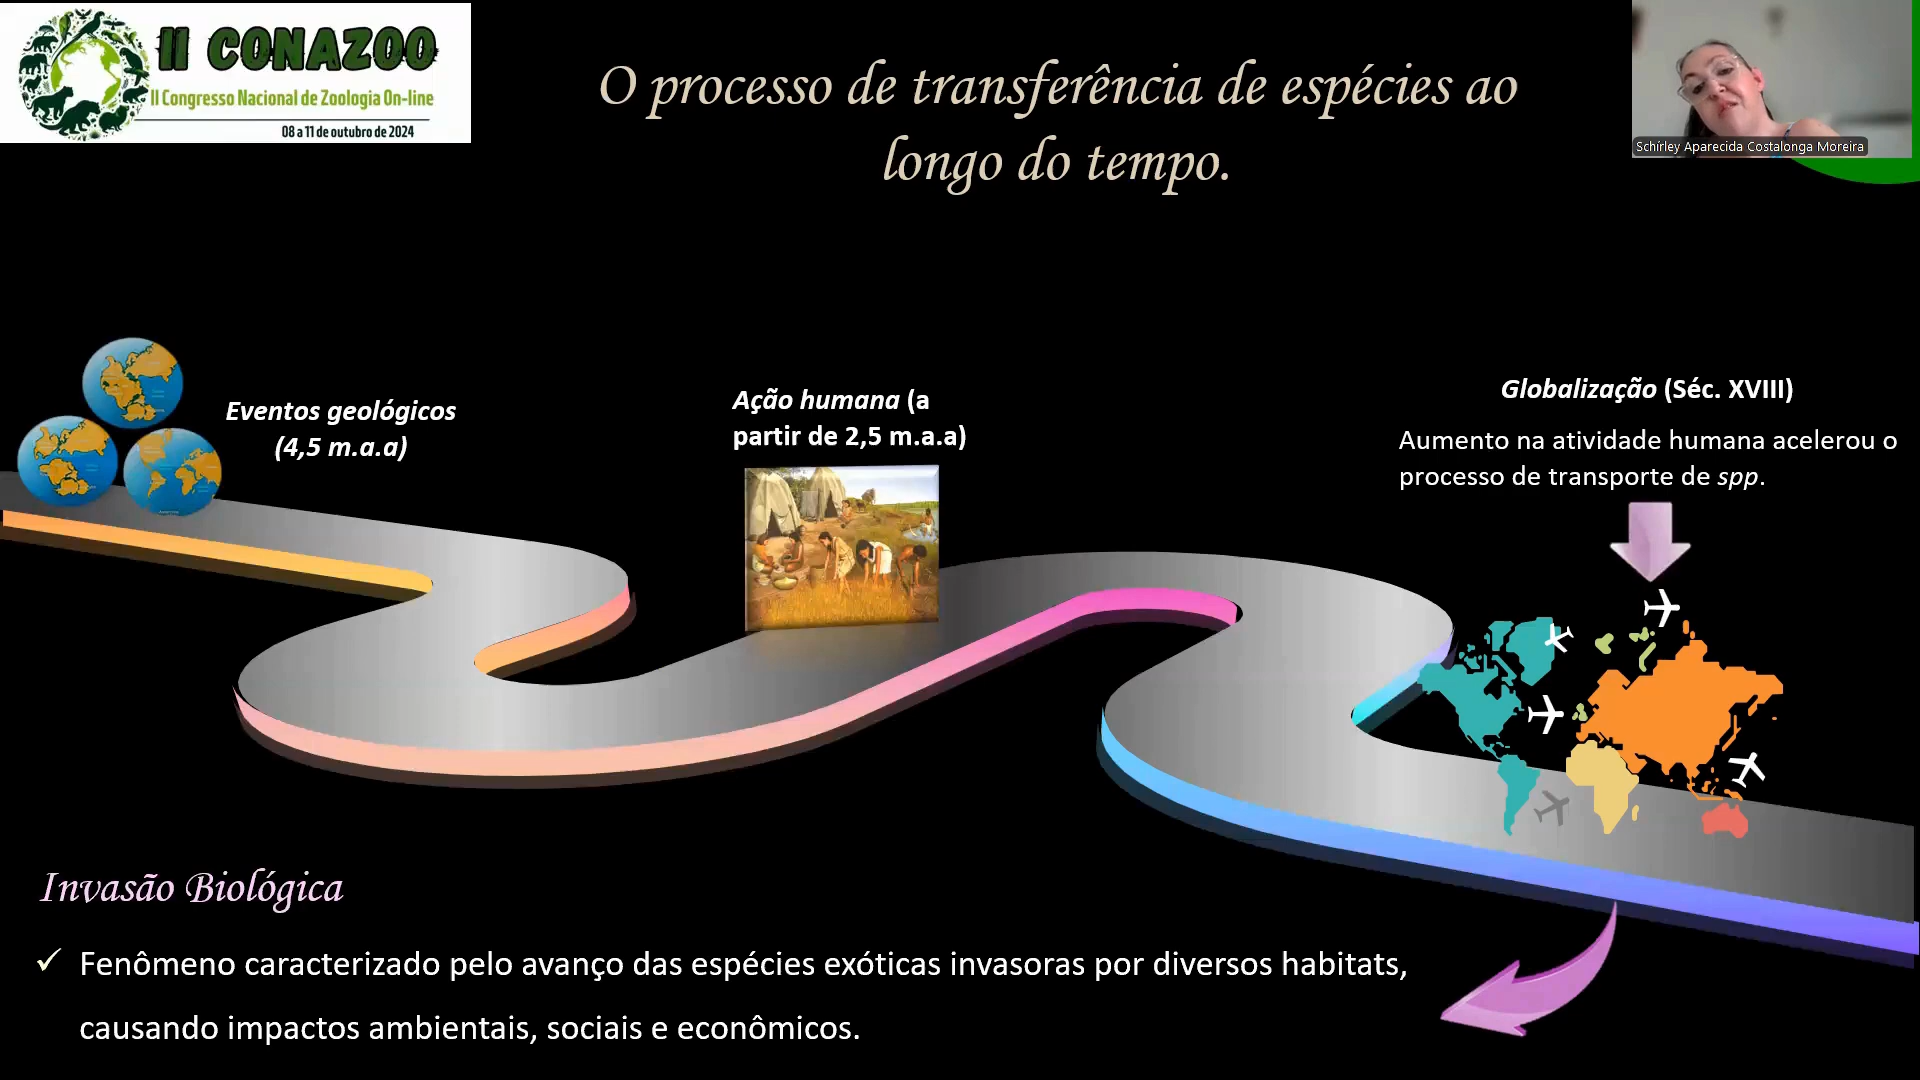 II CONAZOO
II Congresso Nacional de Zoologia On-line
08 a 11 de outubro de 2024
O processo de transferência de espécies ao
longo do tempo.
Schírley Aparecida Costalonga Moreira
Eventos geológicos
(4,5 m.a.a)
Ação humana (a
partir de 2,5 m.a.a)
Globalização (Séc. XVIII)
Aumento na atividade humana acelerou o
processo de transporte de spp.
Invasão Biológica
✓ Fenômeno caracterizado pelo avanço das espécies exóticas invasoras por diversos habitats,
causando impactos ambientais, sociais e econômicos.